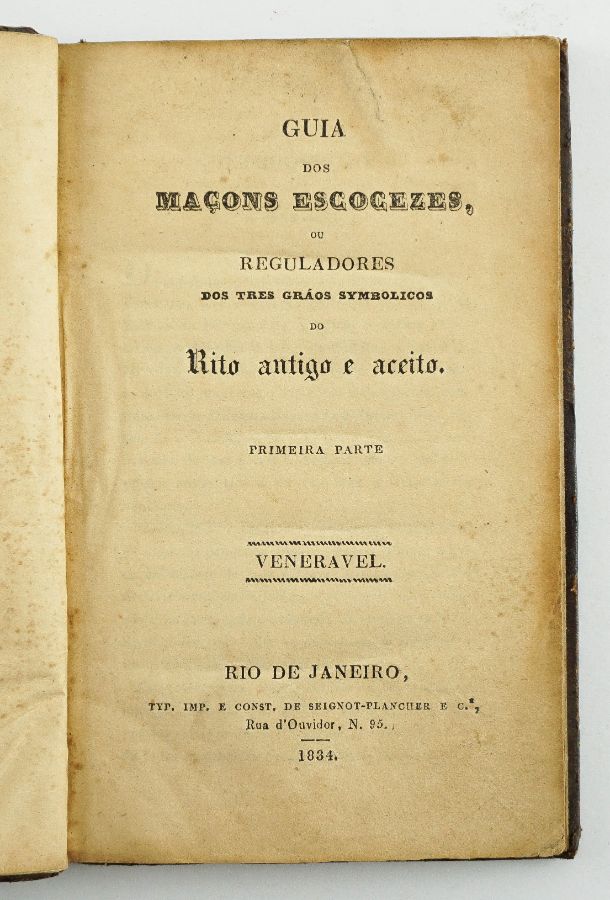 GUIA
DOS
MAÇONS ESCOCEZES,
OU
REGULADORES
DOS TRES GRÁOS SYMBOLICOS
DO
Rito antigo e aceito.
PRIMEIRA PARTE
VENERAVEL.
RIO DE JANEIRO,
TYP. IMP. E CONST. DE SEIGNOT-PLANCHER E C.ª,
Rua d'Ouvidor, N. 95.
1834.